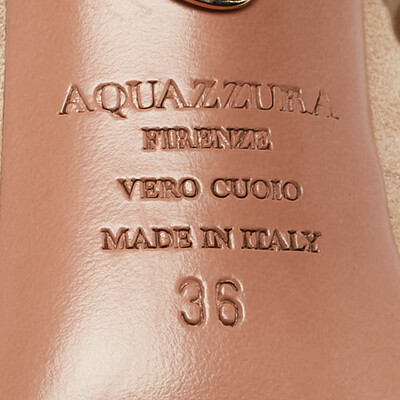 AQUAZZURA
FIRENZE
VERO CUOIO
MADE IN ITALY
36